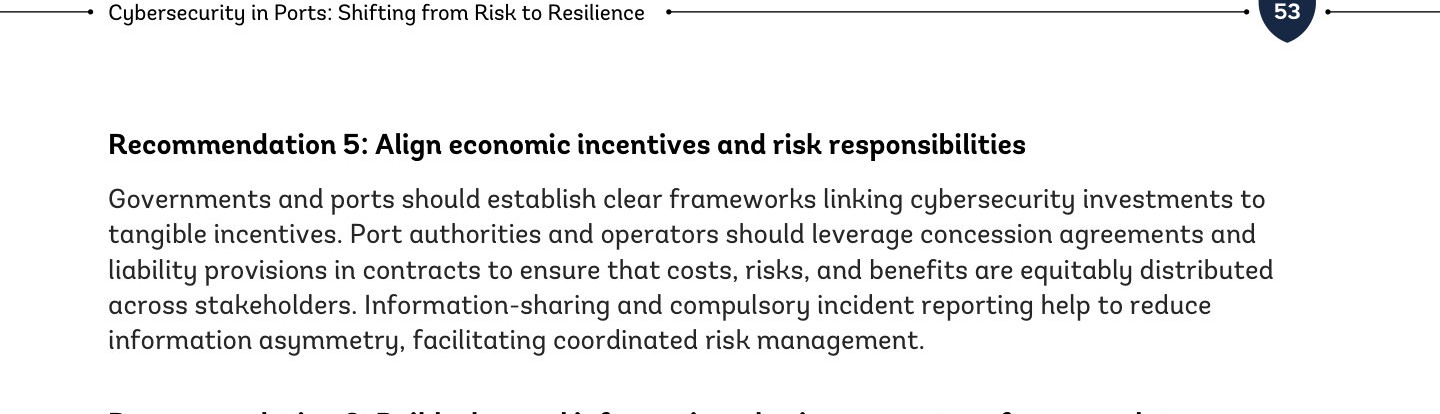 Cybersecurity in Ports: Shifting from Risk to Resilience
53
Recommendation 5: Align economic incentives and risk responsibilities
Governments and ports should establish clear frameworks linking cybersecurity investments to
tangible incentives. Port authorities and operators should leverage concession agreements and
liability provisions in contracts to ensure that costs, risks, and benefits are equitably distributed
across stakeholders. Information-sharing and compulsory incident reporting help to reduce
information asymmetry, facilitating coordinated risk management.